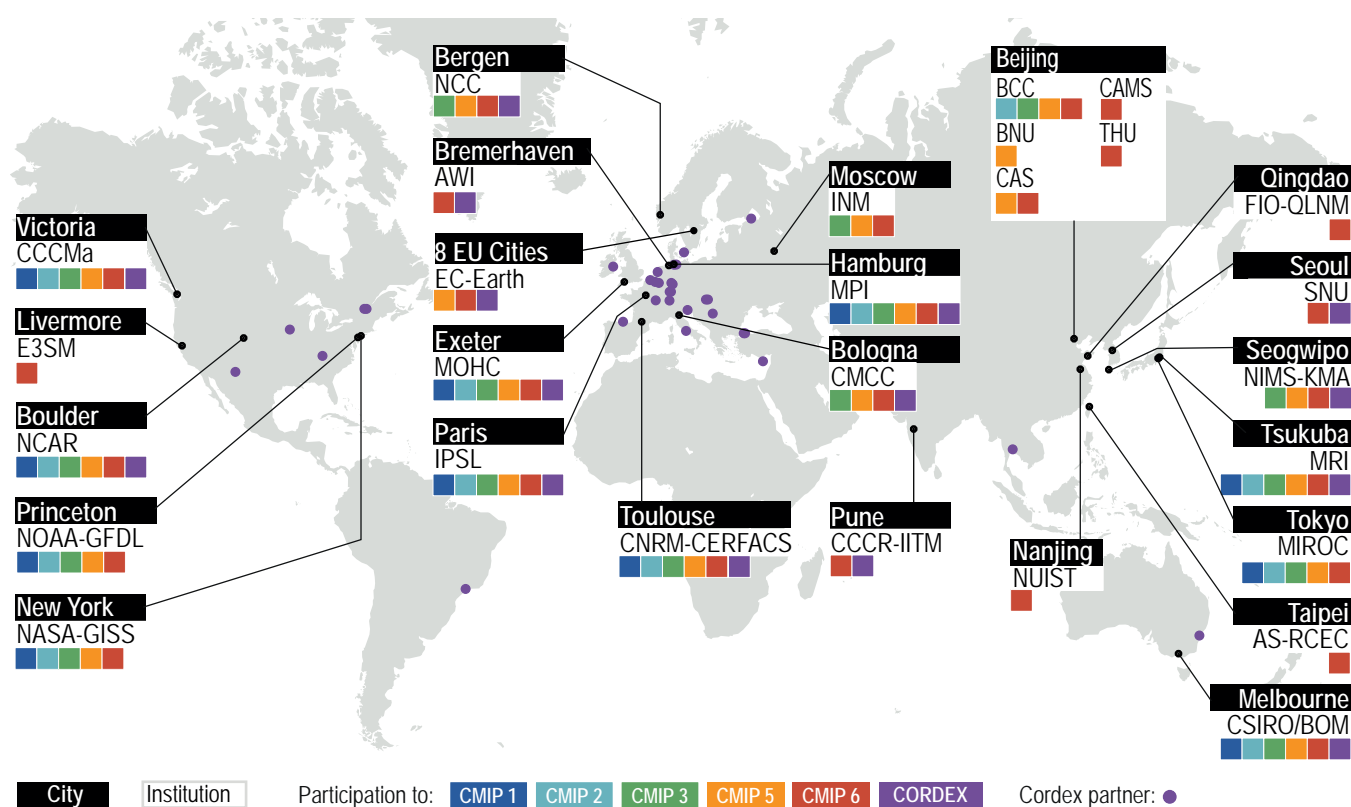 Bergen
NCC
Bremerhaven
AWI
8 EU Cities
EC-Earth
Exeter
MOHC
Paris
IPSL
Victoria
CCCMa
Livermore
E3SM
Boulder
NCAR
Princeton
NOAA-GFDL
New York
NASA-GISS
Toulouse
CNRM-CERFACS
Moscow
INM
Hamburg
MPI
Bologna
CMCC
Pune
CCCR-IITM
Beijing
BCC CAMS
BNU THU
CAS
Nanjing
NUIST
Qingdao
FIO-QLNM
Seoul
SNU
Seogwipo
NIMS-KMA
Tsukuba
MRI
Tokyo
MIROC
Taipei
AS-RCEC
Melbourne
CSIRO/BOM
City Institution Participation to: CMIP 1 CMIP 2 CMIP 3 CMIP 5 CMIP 6 CORDEX Cordex partner: